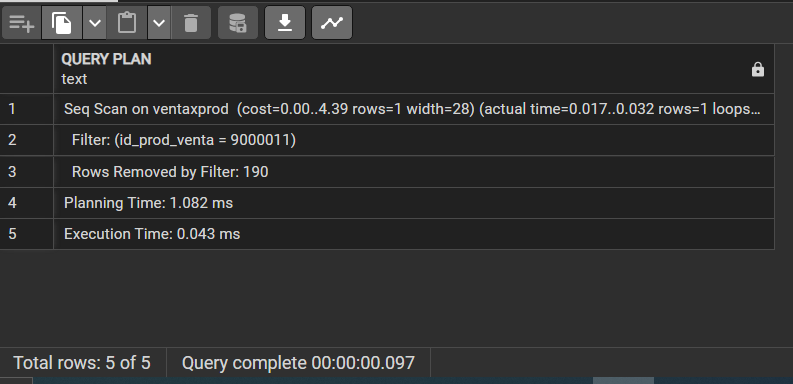 QUERY PLAN
text
1 Seq Scan on ventaxprod (cost=0.00..4.39 rows=1 width=28) (actual time=0.017..0.032 rows=1 loops...
2 Filter: (id_prod_venta = 9000011)
3 Rows Removed by Filter: 190
4 Planning Time: 1.082 ms
5 Execution Time: 0.043 ms
Total rows: 5 of 5 Query complete 00:00:00.097